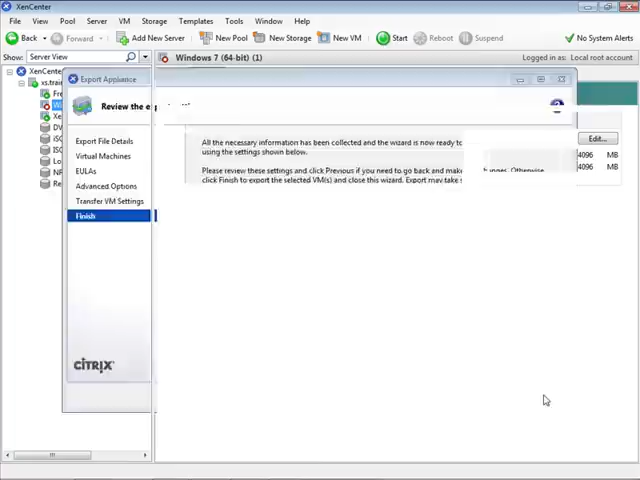 XenCenter
File View Pool Server VM Storage Templates Tools Window Help
Back Forward Add New Server New Pool New Storage New VM Start Reboot Suspend No System Alerts
Show: Server View
Windows 7 (64-bit) (1)
Logged in as: Local root account
XenCenter
Export Appliance
Review the
Edit...
4096 MB
4096 MB
Export File Details
Virtual Machines
EULAs
Advanced Options
Transfer VM Settings
Finish
All the necessary information has been collected and the wizard is now ready to
using the settings shown below.
Please review these settings and click Previous if you need to go back and make
Otherwise
click Finish to export the selected VM(s) and close this wizard. Export may take
CITRIX